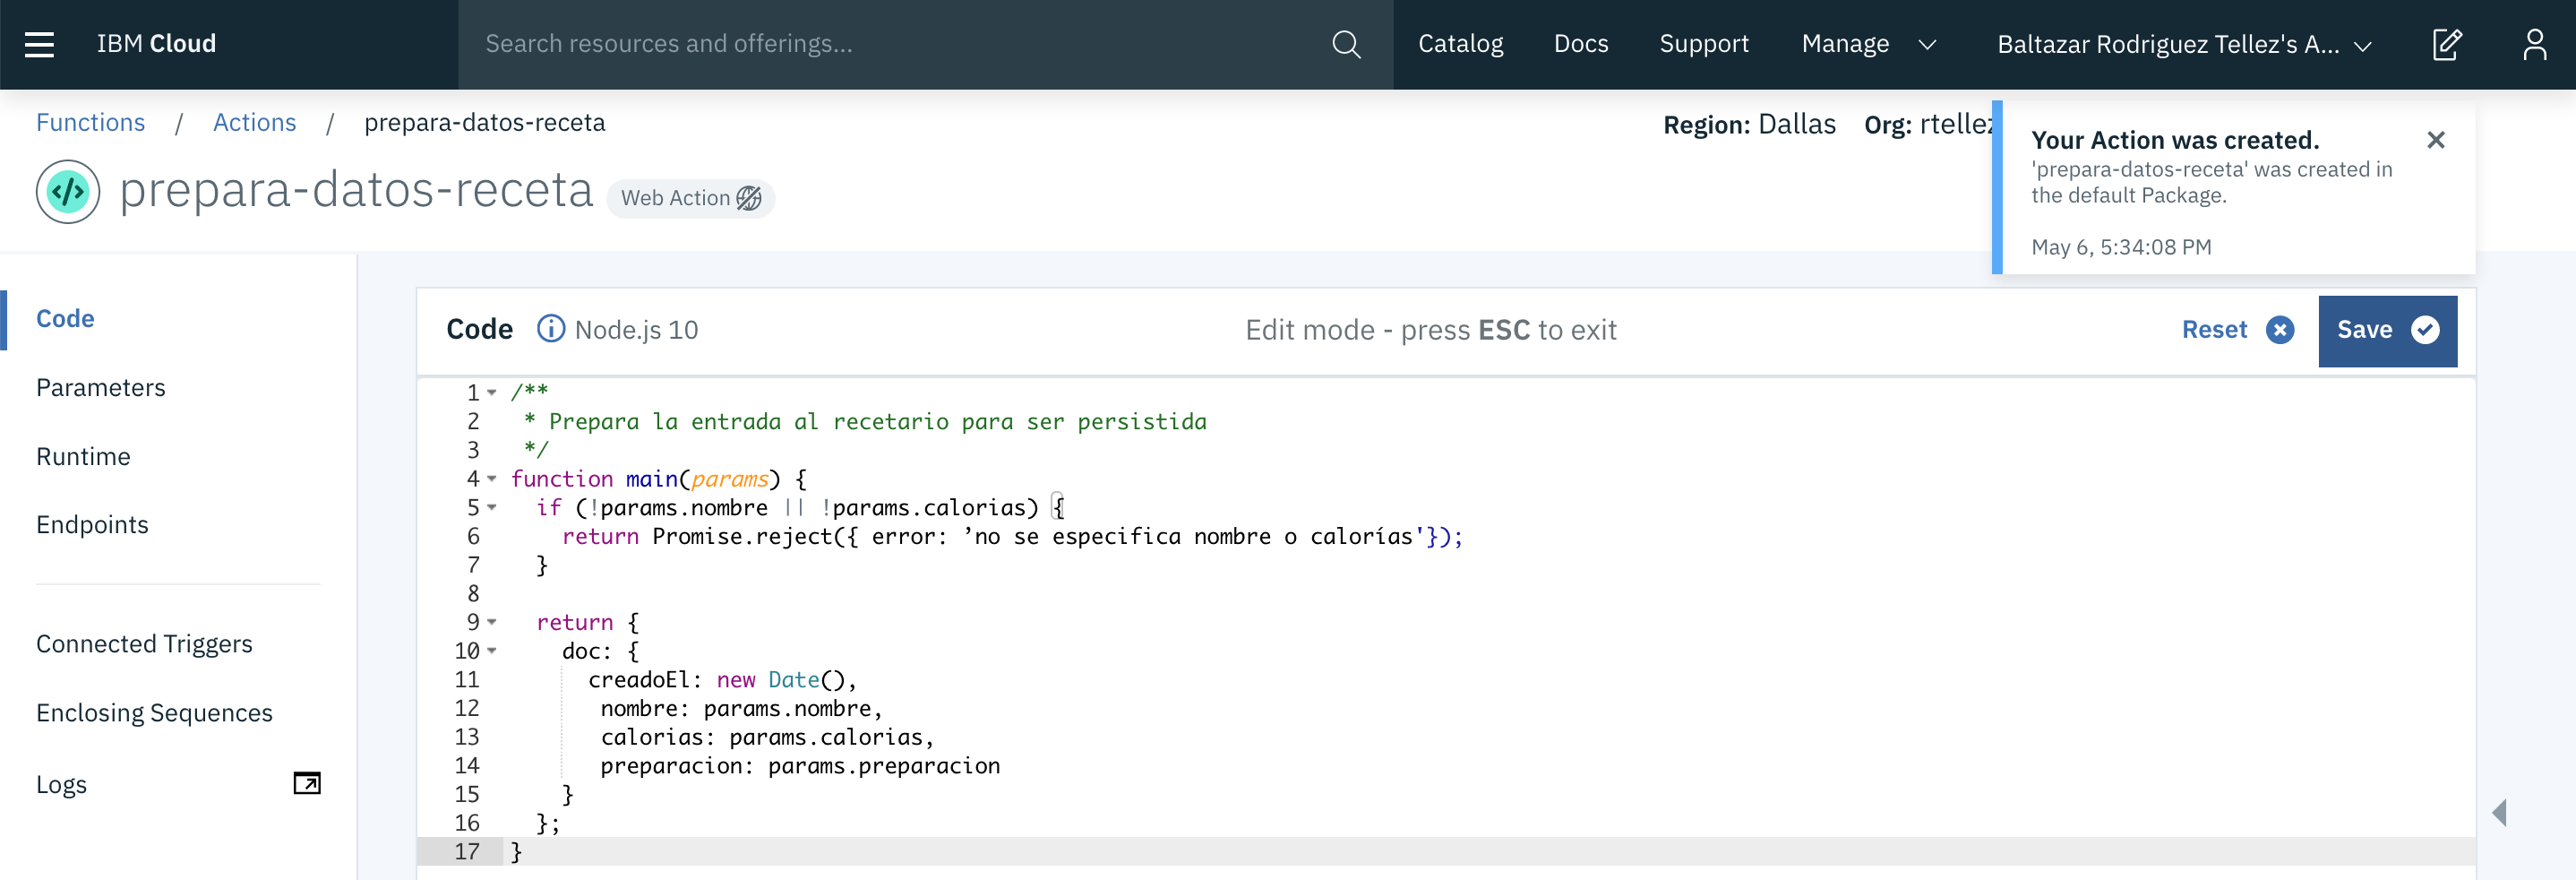 IBM Cloud
Search resources and offerings...
Catalog
Docs
Support
Manage
Baltazar Rodriguez Tellez's A...
Functions / Actions / prepara-datos-receta
Region: Dallas Org: rtellez
prepara-datos-receta
Web Action
Your Action was created.
'prepara-datos-receta' was created in
the default Package.
May 6, 5:34:08 PM
Code
Parameters
Runtime
Endpoints
Connected Triggers
Enclosing Sequences
Logs
Code Node.js 10
Edit mode - press ESC to exit
Reset
Save
1 /**
2 * Prepara la entrada al recetario para ser persistida
3 */
4 function main(params) {
5 if (!params.nombre || !params.calorias) {
6 return Promise.reject({ error: ’no se especifica nombre o calorías'});
7 }
8
9 return {
10 doc: {
11 creadoEl: new Date(),
12 nombre: params.nombre,
13 calorias: params.calorias,
14 preparacion: params.preparacion
15 }
16 };
17 }